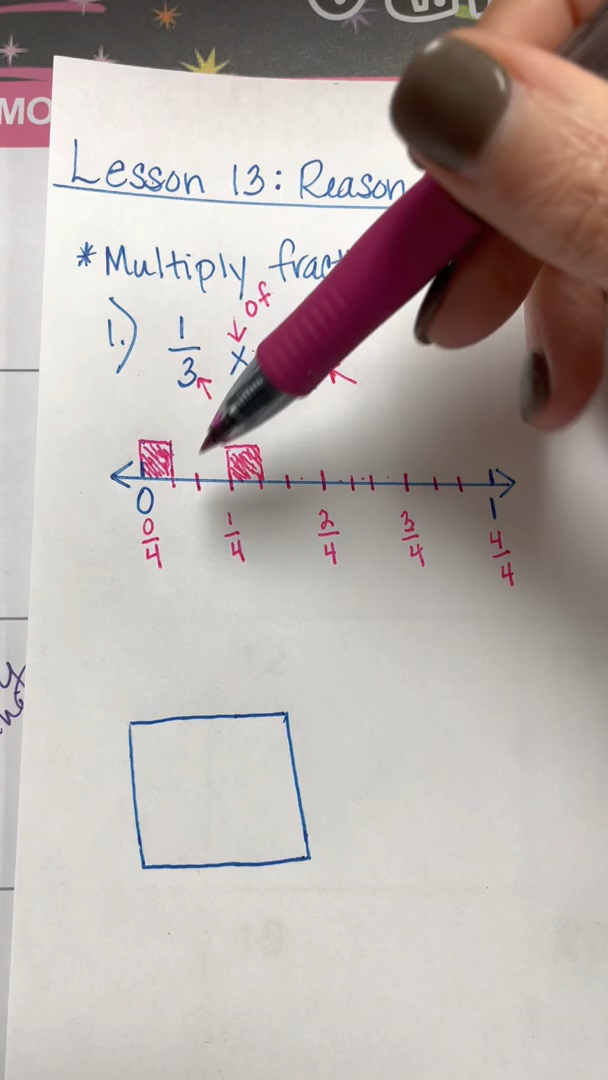 MO
Lesson 13: Reason
*Multiply
of
1.) 1/3 x
0 1
0/4 1/4 2/4 3/4 4/4